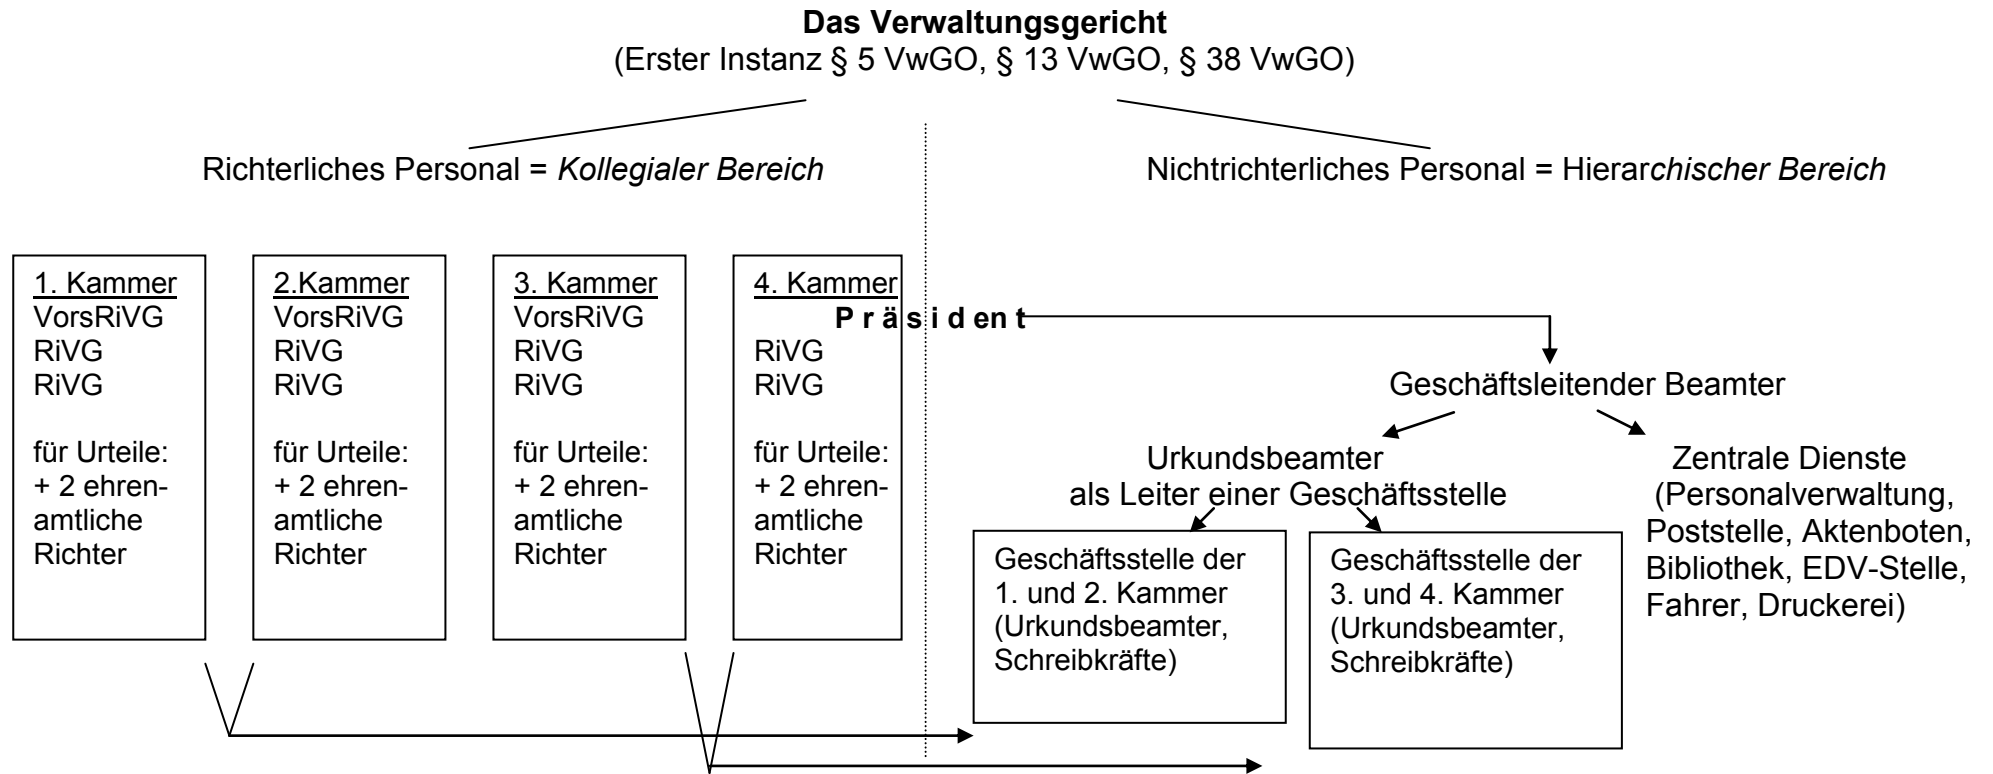 Das Verwaltungsgericht
(Erster Instanz § 5 VwGO, § 13 VwGO, § 38 VwGO)
Richterliches Personal = Kollegialer Bereich
Nichtrichterliches Personal = Hierarchischer Bereich
1. Kammer
VorsRiVG
RiVG
RiVG
für Urteile:
+ 2 ehren-
amtliche
Richter
2.Kammer
VorsRiVG
RiVG
RiVG
für Urteile:
+ 2 ehren-
amtliche
Richter
3. Kammer
VorsRiVG
RiVG
RiVG
für Urteile:
+ 2 ehren-
amtliche
Richter
4. Kammer
P r ä s i d en t
RiVG
RiVG
für Urteile:
+ 2 ehren-
amtliche
Richter
Geschäftsleitender Beamter
Urkundsbeamter
als Leiter einer Geschäftsstelle
Geschäftsstelle der
1. und 2. Kammer
(Urkundsbeamter,
Schreibkräfte)
Geschäftsstelle der
3. und 4. Kammer
(Urkundsbeamter,
Schreibkräfte)
Zentrale Dienste
(Personalverwaltung,
Poststelle, Aktenboten,
Bibliothek, EDV-Stelle,
Fahrer, Druckerei)